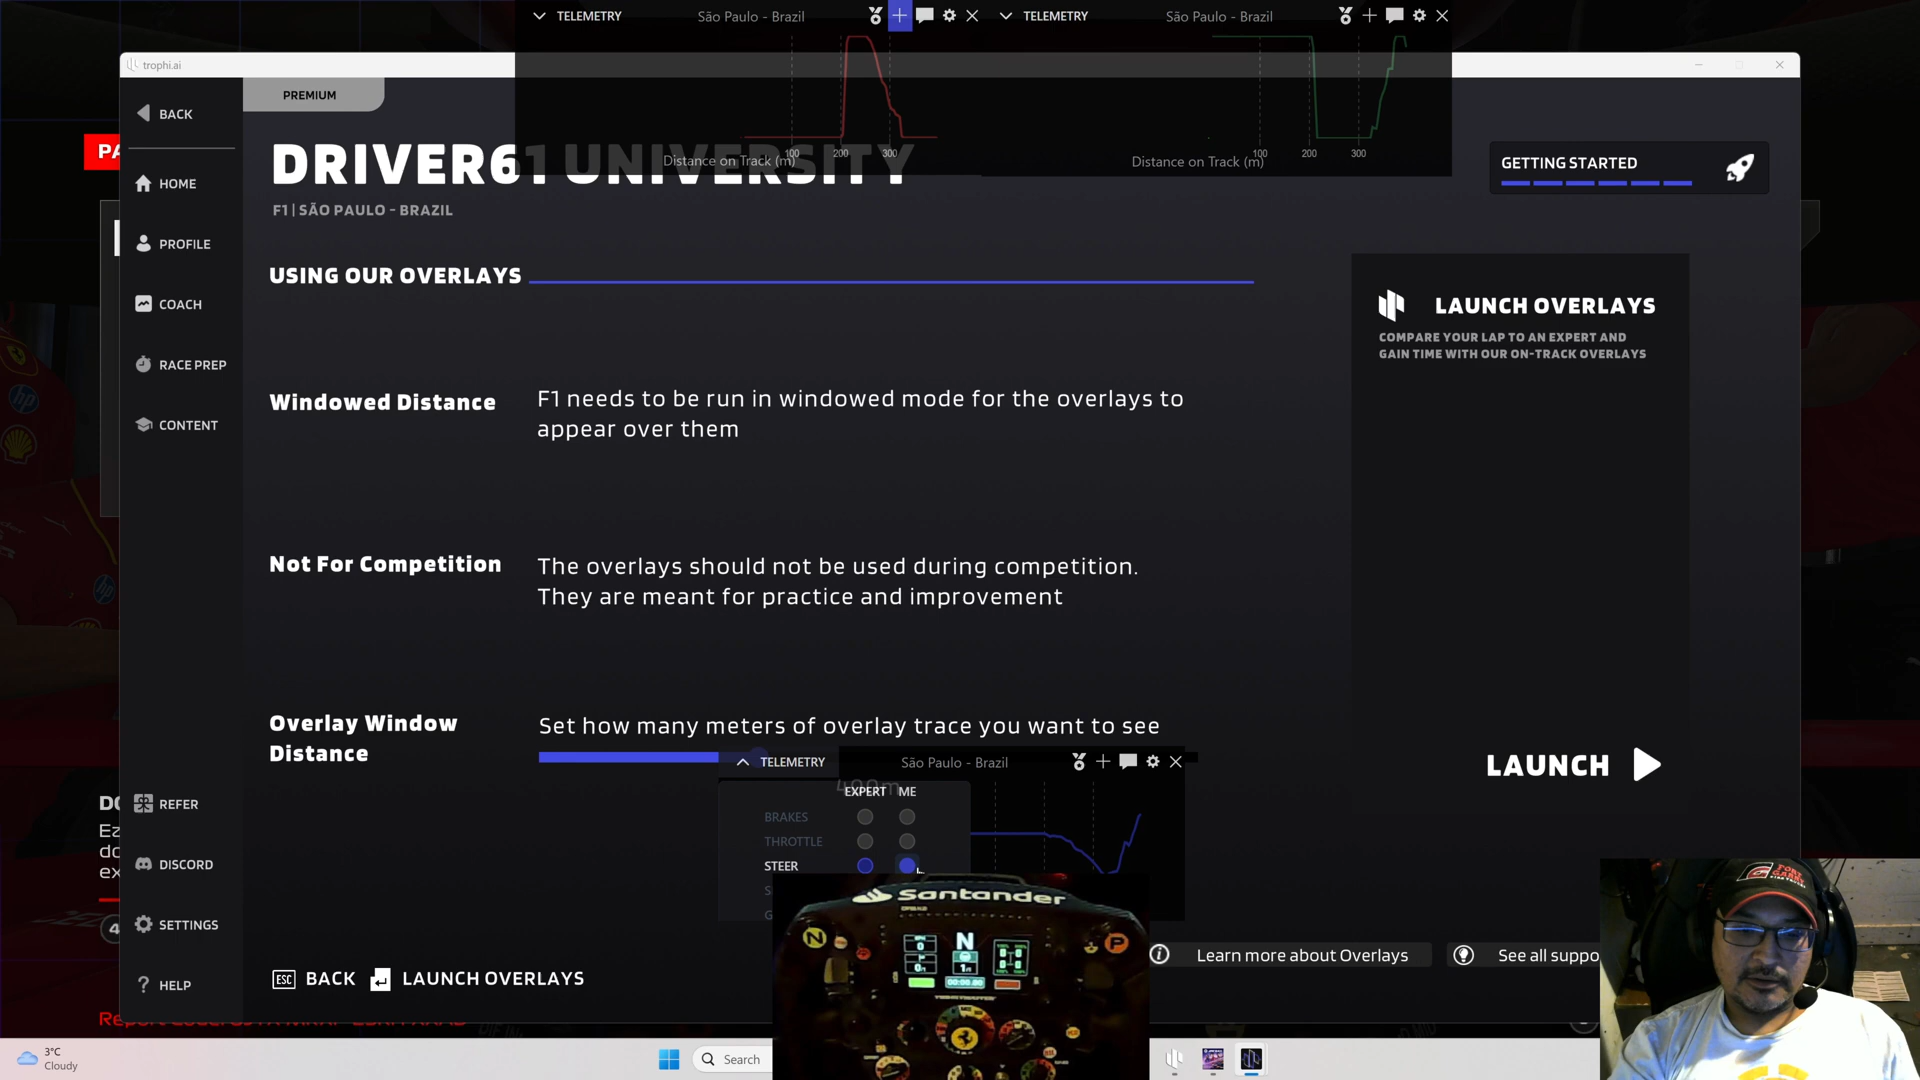 TELEMETRY São Paulo - Brazil
TELEMETRY São Paulo - Brazil
trophi.ai
100 200 300
Distance on Track (m)
100 200 300
Distance on Track (m)
PREMIUM
BACK
HOME
PROFILE
COACH
RACE PREP
CONTENT
REFER
DISCORD
SETTINGS
HELP
DRIVER61 UNIVERSITY
F1 | SÃO PAULO - BRAZIL
GETTING STARTED
USING OUR OVERLAYS
Windowed Distance
F1 needs to be run in windowed mode for the overlays to
appear over them
Not For Competition
The overlays should not be used during competition.
They are meant for practice and improvement
Overlay Window
Distance
Set how many meters of overlay trace you want to see
LAUNCH OVERLAYS
COMPARE YOUR LAP TO AN EXPERT AND
GAIN TIME WITH OUR ON-TRACK OVERLAYS
LAUNCH
TELEMETRY São Paulo - Brazil
EXPERT ME
BRAKES
THROTTLE
STEER
Santander
N
N
P
ESC BACK LAUNCH OVERLAYS
Learn more about Overlays
See all suppo
hp
3°C
Cloudy
Search